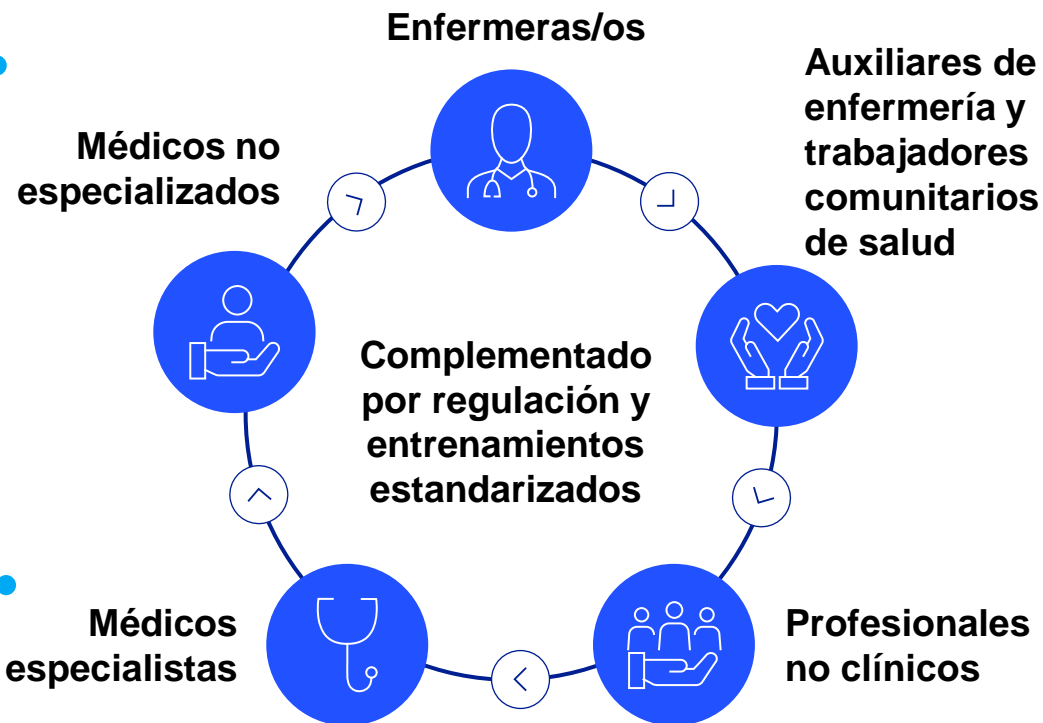 Enfermeras/os
Auxiliares de
enfermería y
trabajadores
comunitarios
de salud
Médicos no
especializados
Complementado
por regulación y
entrenamientos
estandarizados
Médicos
especialistas
Profesionales
no clínicos